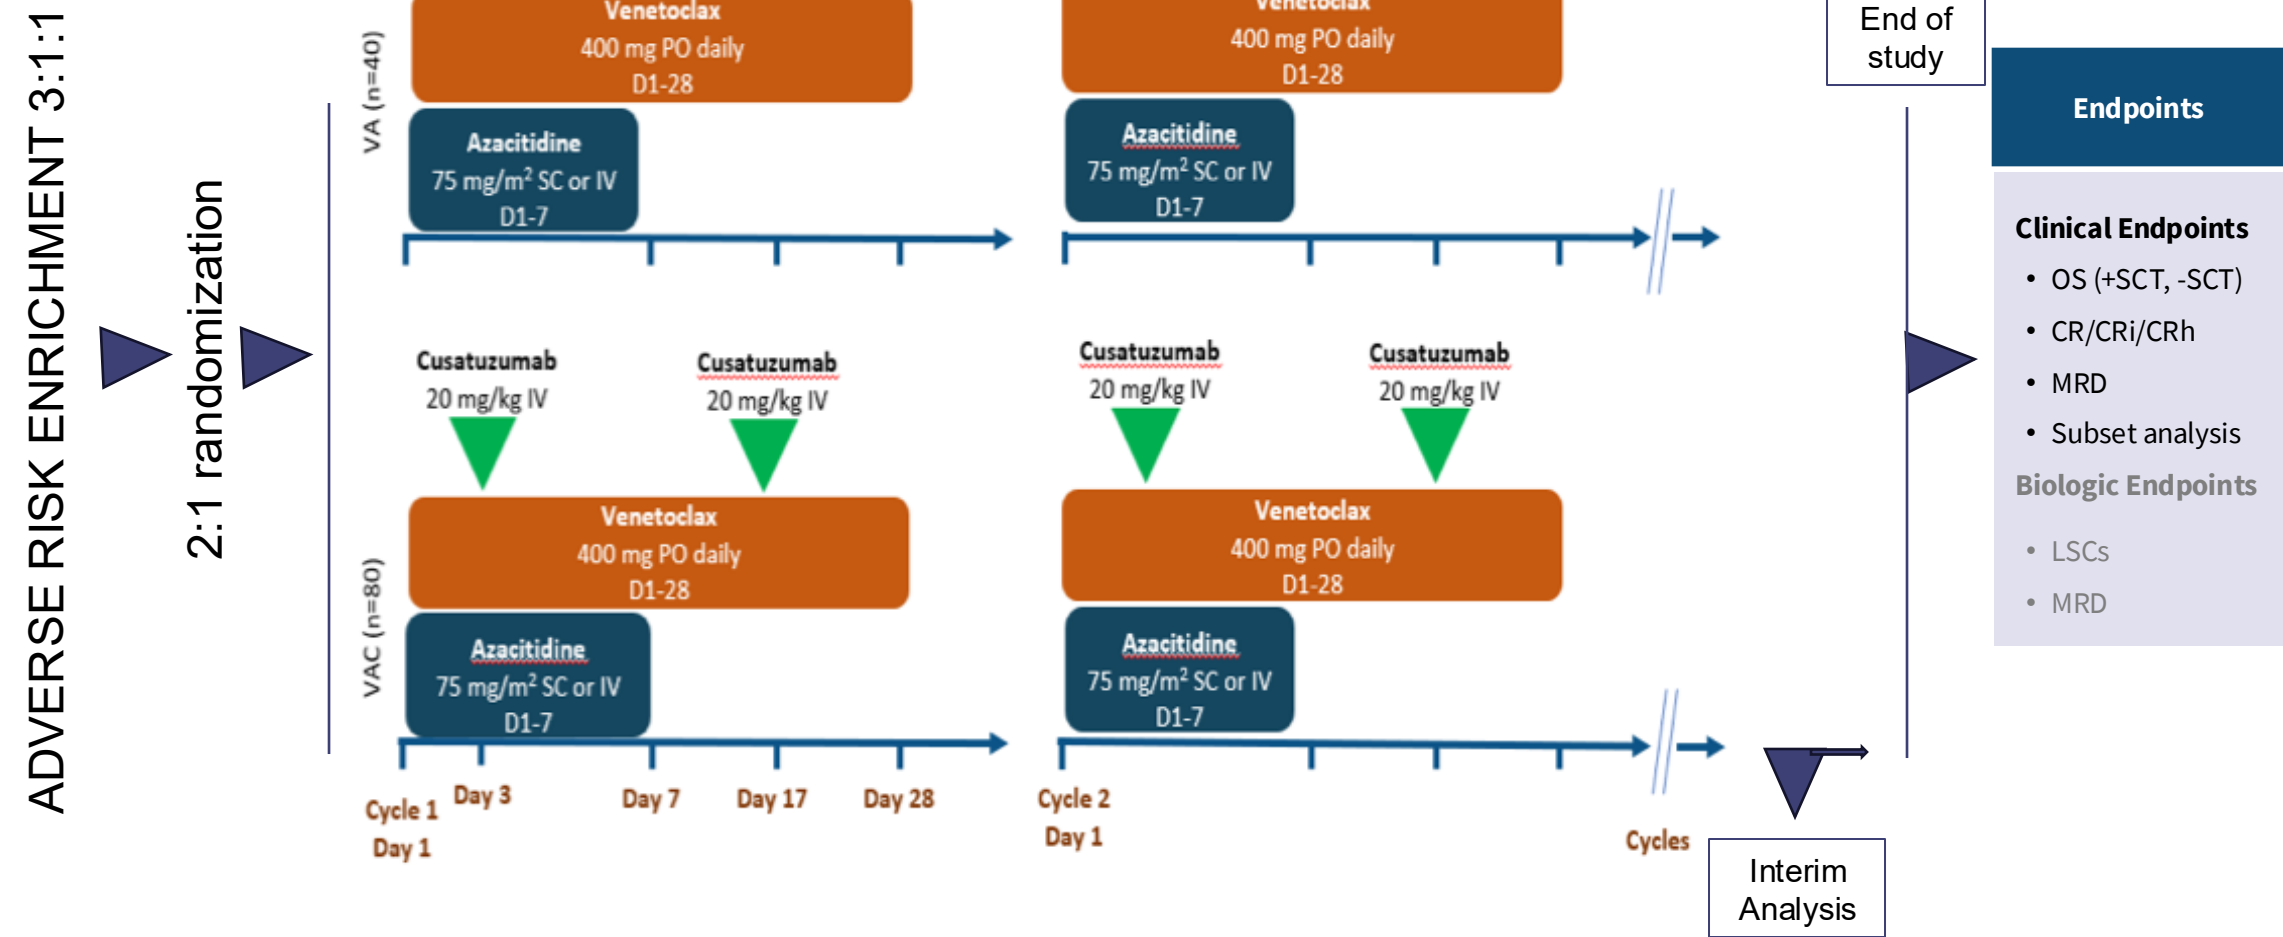 ADVERSE RISK ENRICHMENT 3:1:1
2:1 randomization
VA (n=40)
Venetoclax
400 mg PO daily
D1-28
Azacitidine
75 mg/m² SC or IV
D1-7
Venetoclax
400 mg PO daily
D1-28
Azacitidine
75 mg/m² SC or IV
D1-7
Cusatuzumab
20 mg/kg IV
Cusatuzumab
20 mg/kg IV
Cusatuzumab
20 mg/kg IV
Cusatuzumab
20 mg/kg IV
VAC (n=80)
Venetoclax
400 mg PO daily
D1-28
Azacitidine
75 mg/m² SC or IV
D1-7
Venetoclax
400 mg PO daily
D1-28
Azacitidine
75 mg/m² SC or IV
D1-7
Cycle 1
Day 1
Day 3
Day 7
Day 17
Day 28
Cycle 2
Day 1
Cycles
Interim
Analysis
End of
study
Endpoints
Clinical Endpoints
• OS (+SCT, -SCT)
• CR/CRi/CRh
• MRD
• Subset analysis
Biologic Endpoints
• LSCs
• MRD